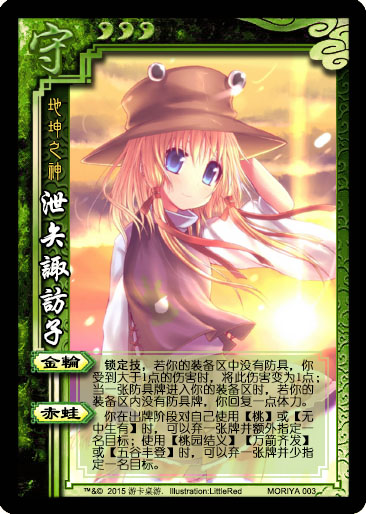 守
地坤之神
泄矢諏訪子
金輪
锁定技，若你的装备区中没有防具，你
受到大于1点的伤害时，将此伤害变为1点；
当一张防具牌进入你的装备区时，若你的
装备区内没有防具牌，你回复一点体力。
赤蛙
你在出牌阶段对自己使用【桃】或【无
中生有】时，可以弃一张牌并额外指定一
名目标；使用【桃园结义】【万箭齐发】
或【五谷丰登】时，可以弃一张牌并少指
定一名目标。
™&© 2015 游卡桌游. Illustration:LittleRed
MORIYA 003